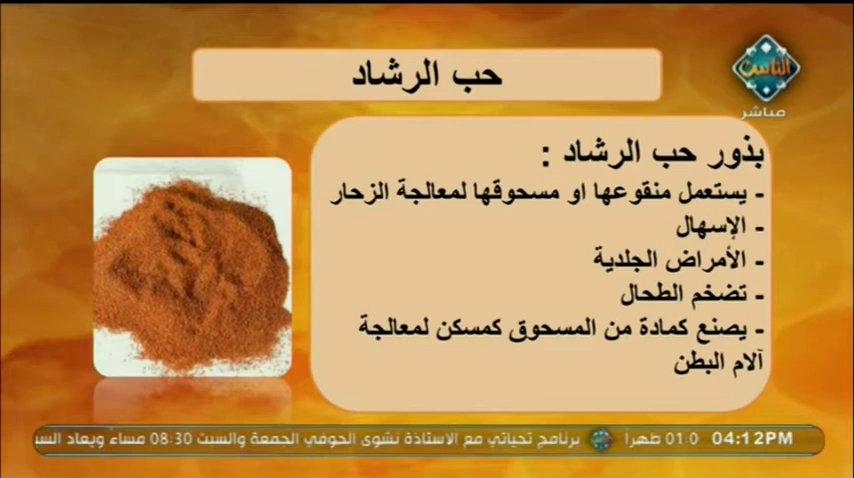 حب الرشاد
الناس
مباشر
بذور حب الرشاد :
- يستعمل منقوعها او مسحوقها لمعالجة الزحار
- الإسهال
- الأمراض الجلدية
- تضخم الطحال
- يصنع كمادة من المسحوق كمسكن لمعالجة
آلام البطن
04:12PM 01:0 ظهرا برنامج تحياتي مع الاستاذة نشوى الحوفي الجمعة والسبت 08:30 مساء ويعاد السب